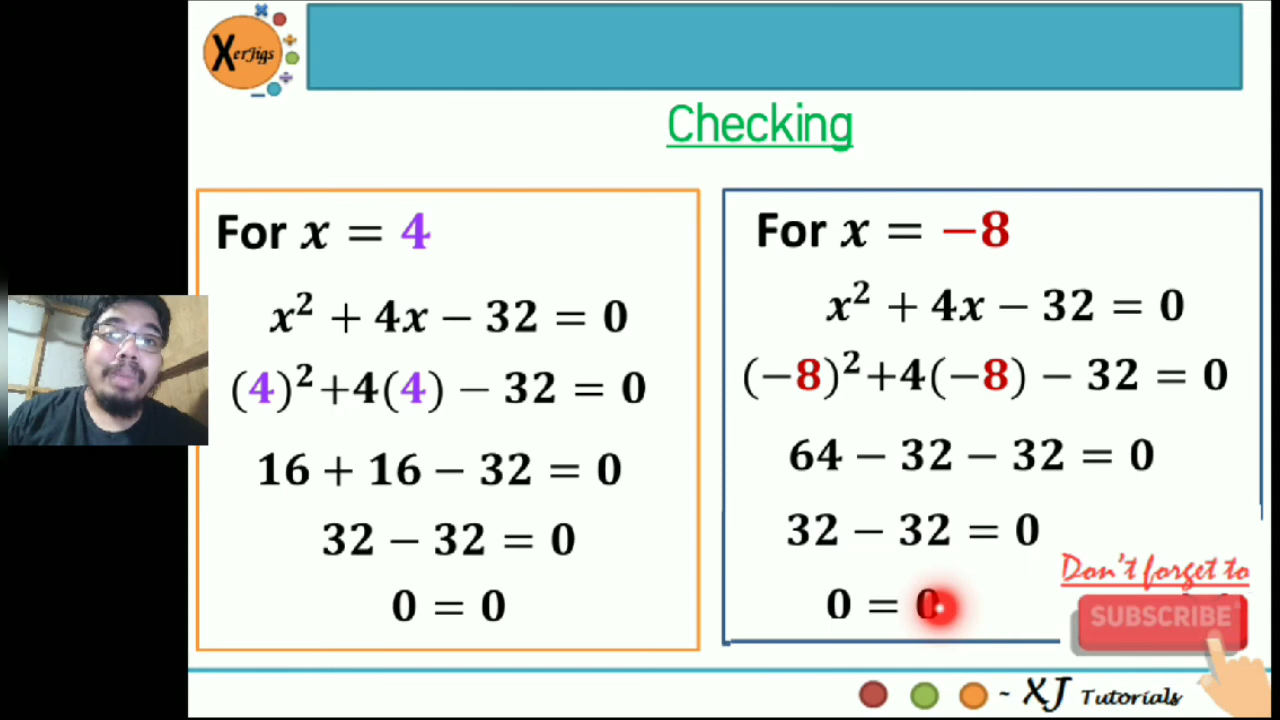 XerJigs
Checking
For x = 4
x² + 4x − 32 = 0
(4)²+4(4) − 32 = 0
16 + 16 − 32 = 0
32 − 32 = 0
0 = 0
For x = −8
x² + 4x − 32 = 0
(−8)²+4(−8) − 32 = 0
64 − 32 − 32 = 0
32 − 32 = 0
0 = 0
Don't forget to
SUBSCRIBE
~ XJ Tutorials